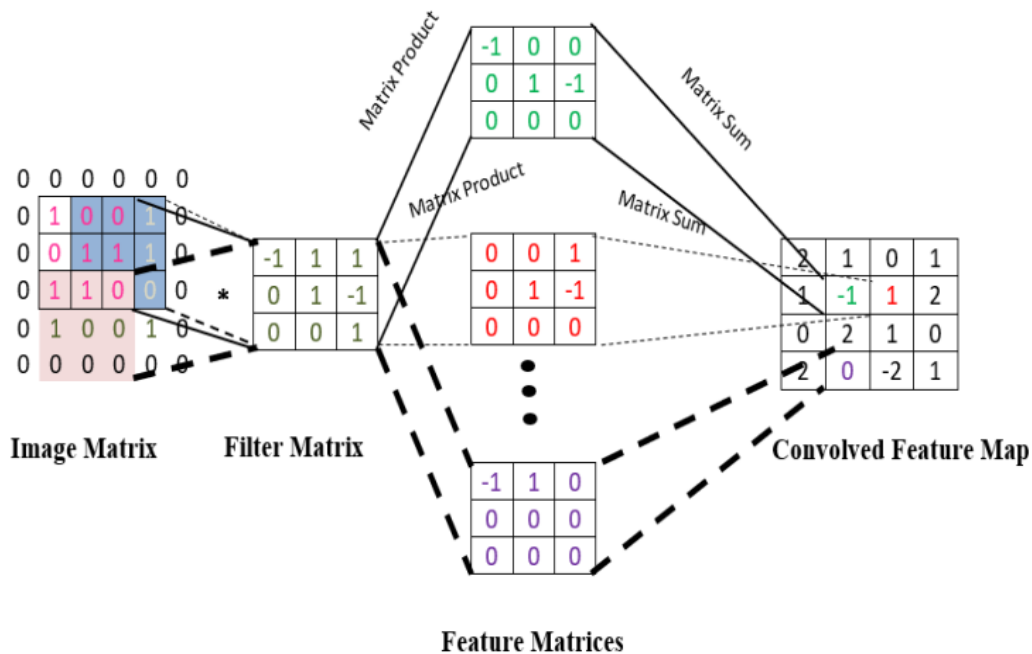 Matrix Product
-1 0 0
0 1 -1
0 0 0
Matrix Sum
Matrix Product
Matrix Sum
0 0 0 0 0 0
0 1 0 0 1 0
0 0 1 1 1 0
0 1 1 0 0 0
0 1 0 0 1 0
0 0 0 0 0 0
*
-1 1 1
0 1 -1
0 0 1
0 0 1
0 1 -1
0 0 0
2 1 0 1
1 -1 1 2
0 2 1 0
2 0 -2 1
Image Matrix
Filter Matrix
Convolved Feature Map
-1 1 0
0 0 0
0 0 0
Feature Matrices